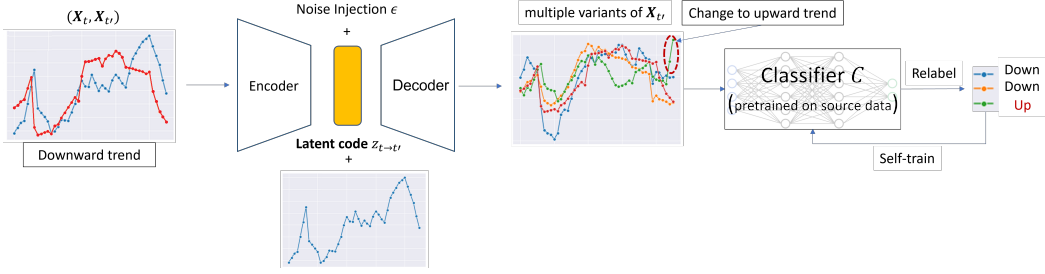 (X_t, X_t')
Downward trend
Noise Injection ϵ
+
Encoder
Decoder
Latent code z_t→t'
+
multiple variants of X_t'
Change to upward trend
Classifier C
(pretrained on source data)
Relabel
Down
Down
Up
Self-train